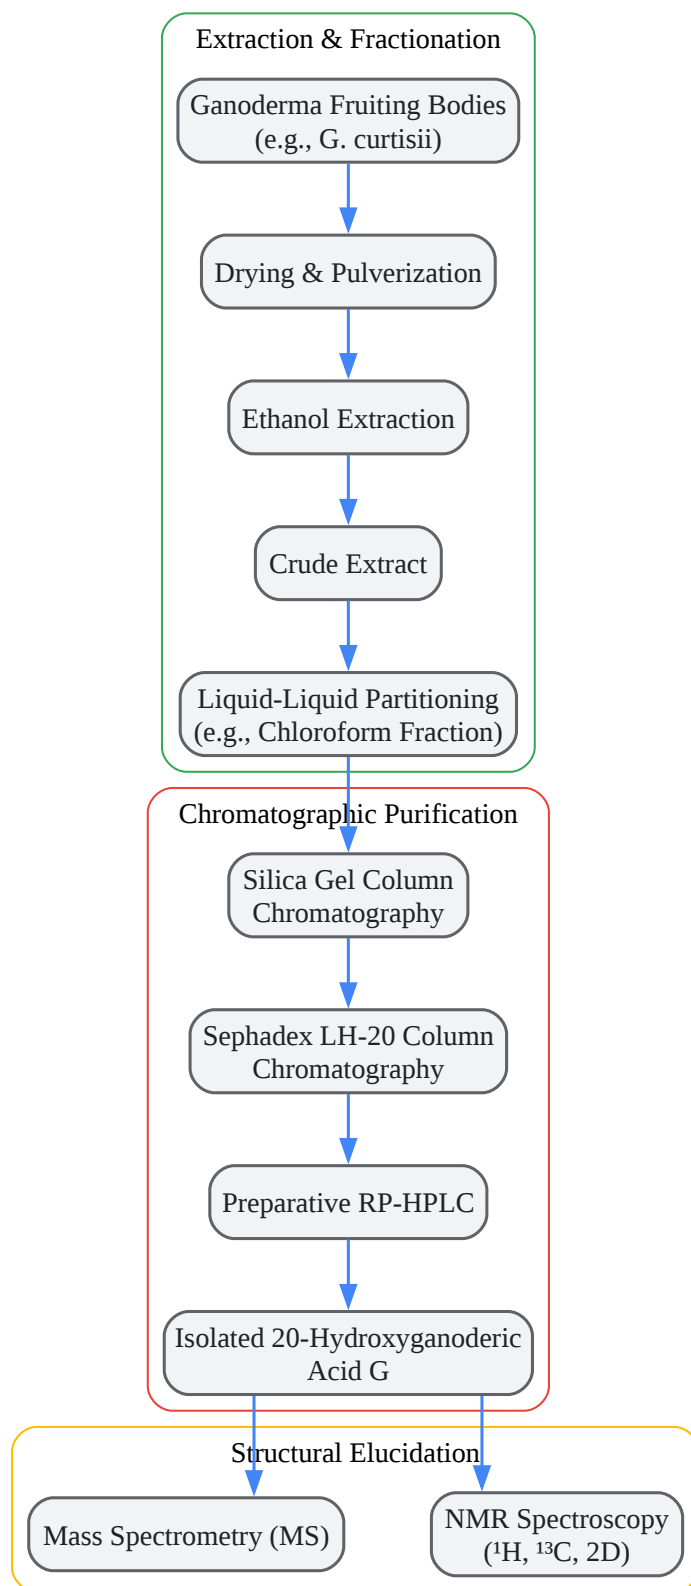 Extraction & Fractionation
Ganoderma Fruiting Bodies
(e.g., G. curtisii)
Drying & Pulverization
Ethanol Extraction
Crude Extract
Liquid-Liquid Partitioning
(e.g., Chloroform Fraction)
Chromatographic Purification
Silica Gel Column
Chromatography
Sephadex LH-20 Column
Chromatography
Preparative RP-HPLC
Isolated 20-Hydroxyganoderic
Acid G
Structural Elucidation
Mass Spectrometry (MS)
NMR Spectroscopy
(¹H, ¹³C, 2D)